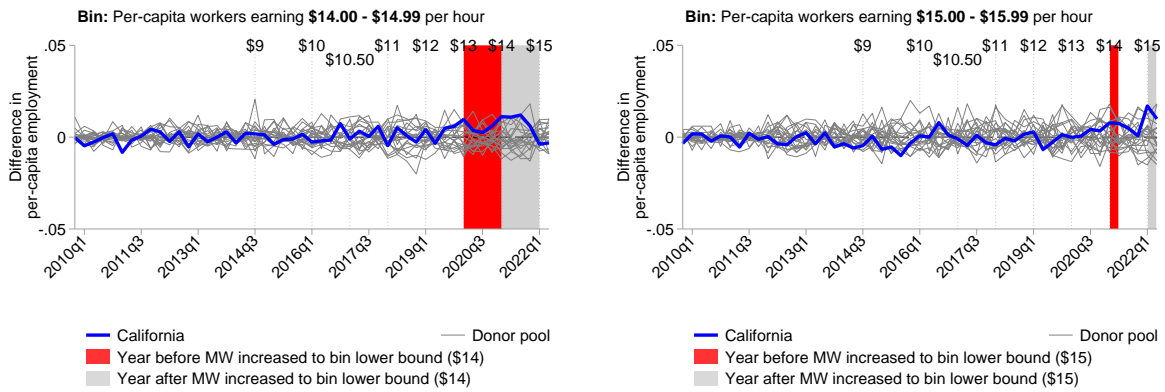 Bin: Per-capita workers earning $14.00 - $14.99 per hour
.05
0
-.05
Difference in
per-capita employment
$9 $10 $11 $12 $13 $14 $15
$10.50
2010q1 2011q3 2013q1 2014q3 2016q1 2017q3 2019q1 2020q3 2022q1
California Donor pool
Year before MW increased to bin lower bound ($14)
Year after MW increased to bin lower bound ($14)
Bin: Per-capita workers earning $15.00 - $15.99 per hour
.05
0
-.05
Difference in
per-capita employment
$9 $10 $11 $12 $13 $14 $15
$10.50
2010q1 2011q3 2013q1 2014q3 2016q1 2017q3 2019q1 2020q3 2022q1
California Donor pool
Year before MW increased to bin lower bound ($15)
Year after MW increased to bin lower bound ($15)